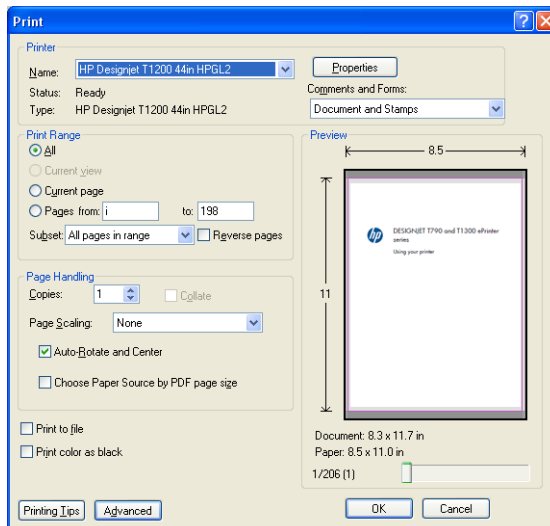 Print
Printer
Name: HP Designjet T1200 44in HPGL2
Properties
Status: Ready
Type: HP Designjet T1200 44in HPGL2
Comments and Forms:
Document and Stamps
Print Range
All
Current view
Current page
Pages from: i to: 198
Subset: All pages in range
Reverse pages
Page Handling
Copies: 1
Collate
Page Scaling: None
Auto-Rotate and Center
Choose Paper Source by PDF page size
Print to file
Print color as black
Preview
8.5
11
hp
DESIGNJET T790 and T1300 ePrinter
series
Using your printer
Document: 8.3 x 11.7 in
Paper: 8.5 x 11.0 in
1/206 (1)
Printing Tips
Advanced
OK
Cancel